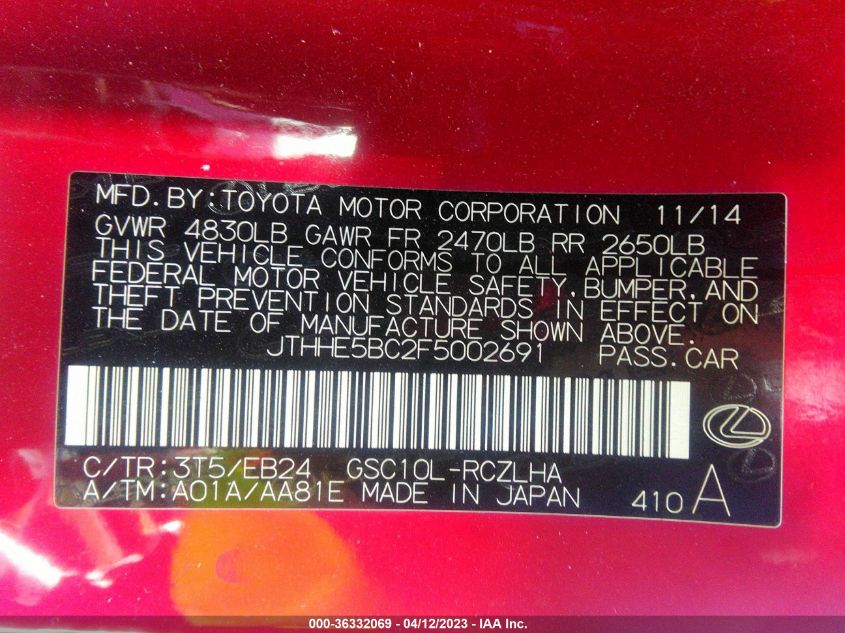 MFD. BY: TOYOTA MOTOR CORPORATION 11/14
GVWR 4830LB GAWR FR 2470LB RR 2650LB
THIS VEHICLE CONFORMS TO ALL APPLICABLE
FEDERAL MOTOR VEHICLE SAFETY, BUMPER, AND
THEFT PREVENTION STANDARDS IN EFFECT ON
THE DATE OF MANUFACTURE SHOWN ABOVE.
JTHHE5BC2F5002691 PASS. CAR
C/TR: 3T5/EB24 GSC10L-RCZLHA
A/TM: A01A/AA81E MADE IN JAPAN 410 A
000-36332069 - 04/12/2023 - IAA Inc.